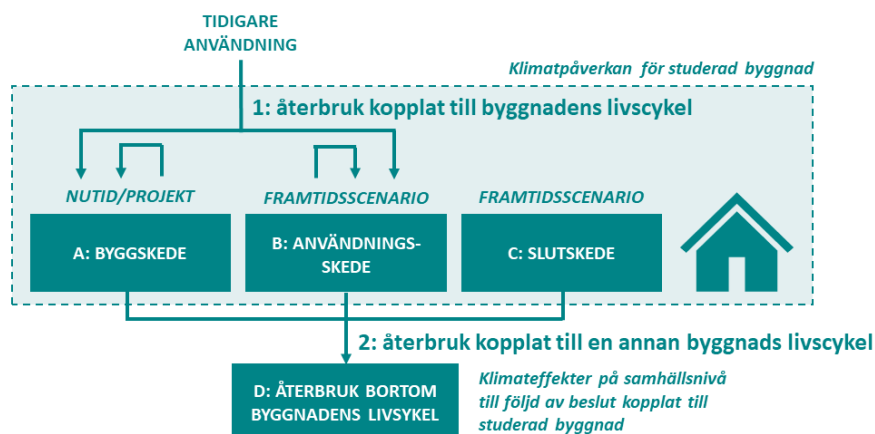 TIDIGARE
ANVÄNDNING
Klimatpåverkan för studerad byggnad
1: återbruk kopplat till byggnadens livscykel
NUTID/PROJEKT
FRAMTIDSSCENARIO
FRAMTIDSSCENARIO
A: BYGGSKEDE
B: ANVÄNDNINGS-
SKEDE
C: SLUTSKEDE
2: återbruk kopplat till en annan byggnads livscykel
D: ÅTERBRUK BORTOM
BYGGNADENS LIVSYKEL
Klimateffekter på samhällsnivå
till följd av beslut kopplat till
studerad byggnad